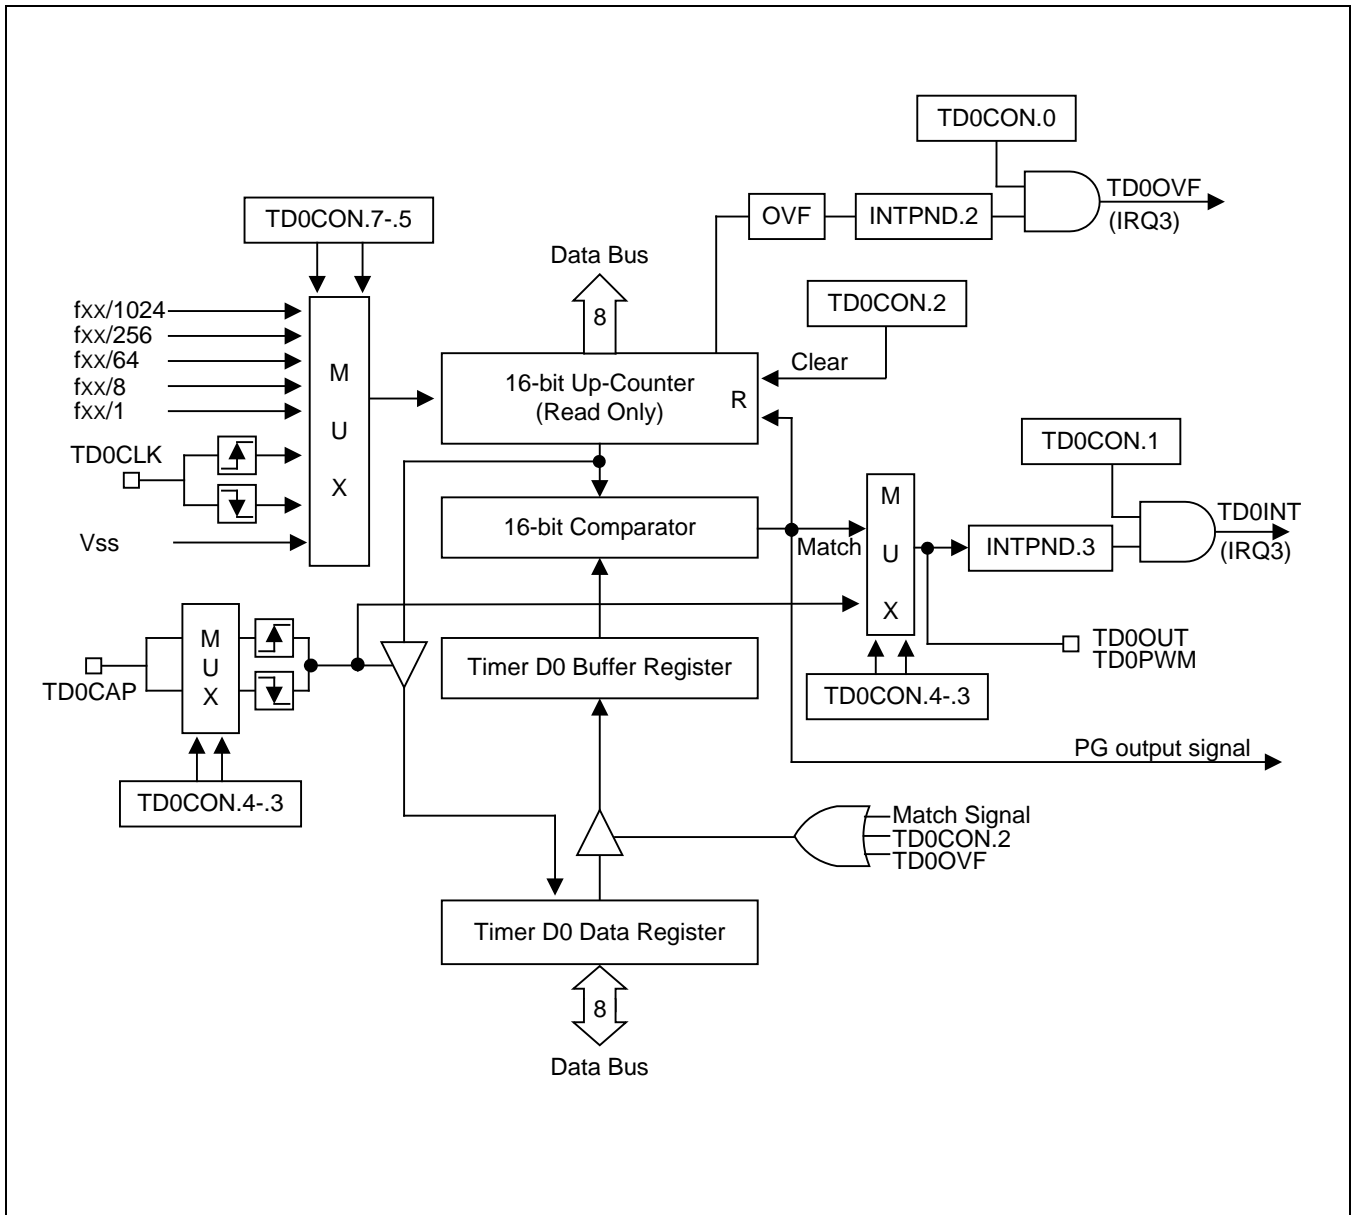 TD0CON.0
TD0OVF
(IRQ3)
OVF
INTPND.2
TD0CON.7-.5
Data Bus
8
TD0CON.2
Clear
fxx/1024
fxx/256
fxx/64
fxx/8
fxx/1
TD0CLK
Vss
M
U
X
16-bit Up-Counter
(Read Only)
R
TD0CON.1
16-bit Comparator
Match
M
U
X
INTPND.3
TD0INT
(IRQ3)
TD0OUT
TD0PWM
TD0CON.4-.3
TD0CAP
M
U
X
TD0CON.4-.3
Timer D0 Buffer Register
PG output signal
Match Signal
TD0CON.2
TD0OVF
Timer D0 Data Register
8
Data Bus